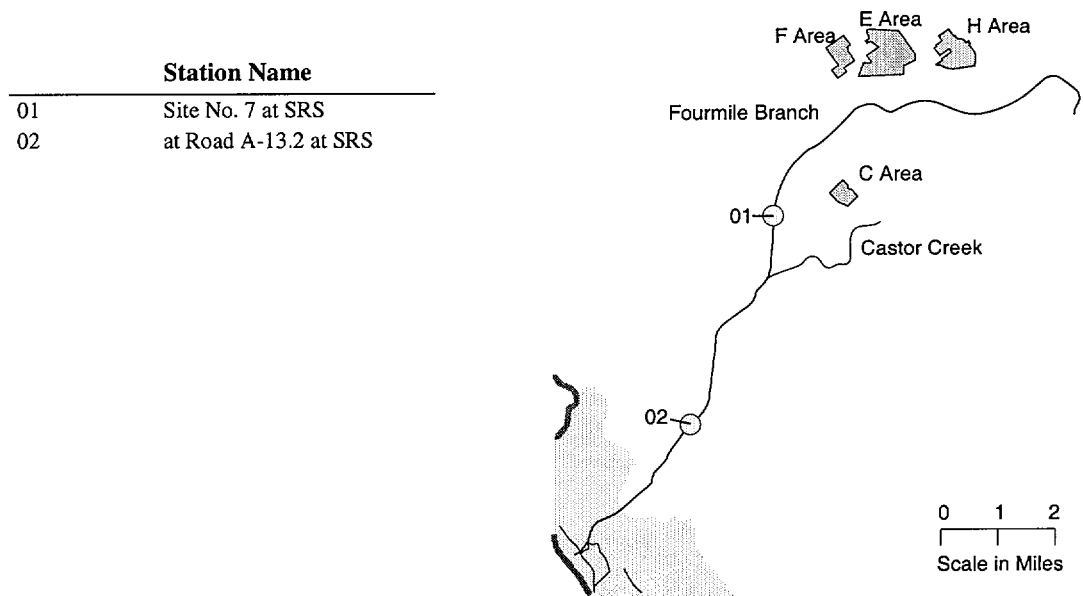 Station Name
01 Site No. 7 at SRS
02 at Road A-13.2 at SRS
F Area
E Area
H Area
Fourmile Branch
C Area
01
Castor Creek
02
0 1 2
Scale in Miles